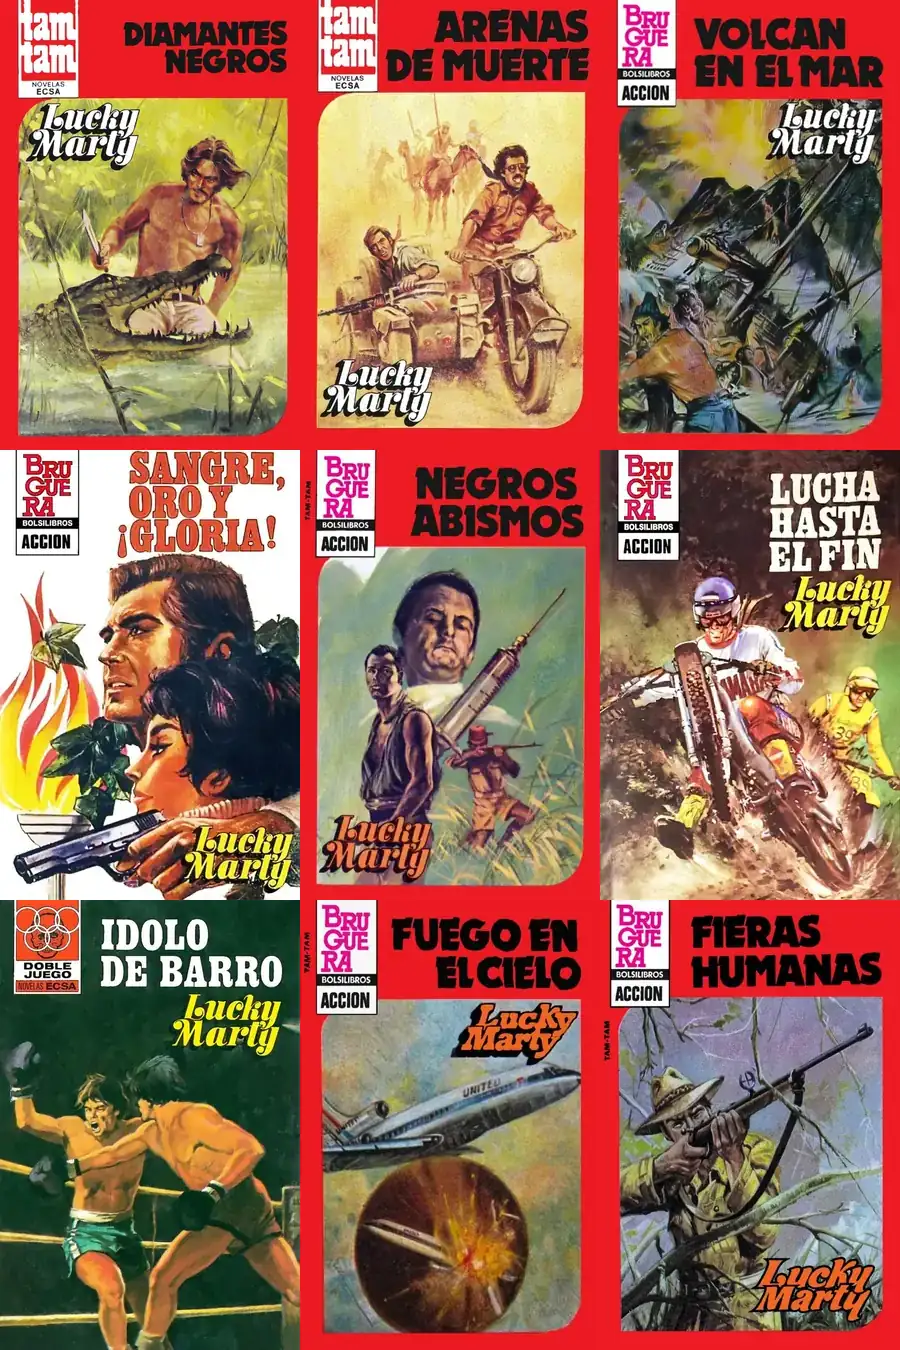 tam
tam
NOVELAS
ECSA
DIAMANTES
NEGROS
Lucky
Marty
tam
tam
NOVELAS
ECSA
ARENAS
DE MUERTE
Lucky
Marty
BRU
GUE
RA
BOLSILIBROS
ACCION
VOLCAN
EN EL MAR
Lucky
Marty
BRU
GUE
RA
BOLSILIBROS
ACCION
SANGRE,
ORO Y
¡GLORIA!
Lucky
Marty
TAM-TAM
BRU
GUE
RA
BOLSILIBROS
ACCION
NEGROS
ABISMOS
Lucky
Marty
BRU
GUE
RA
BOLSILIBROS
ACCION
LUCHA
HASTA
EL FIN
Lucky
Marty
39
DOBLE
JUEGO
NOVELAS ECSA
IDOLO
DE BARRO
Lucky
Marty
TAM-TAM
BRU
GUE
RA
BOLSILIBROS
ACCION
FUEGO EN
EL CIELO
Lucky
Marty
UNITED
BRU
GUE
RA
BOLSILIBROS
ACCION
FIERAS
HUMANAS
TAM-TAM
Lucky
Marty